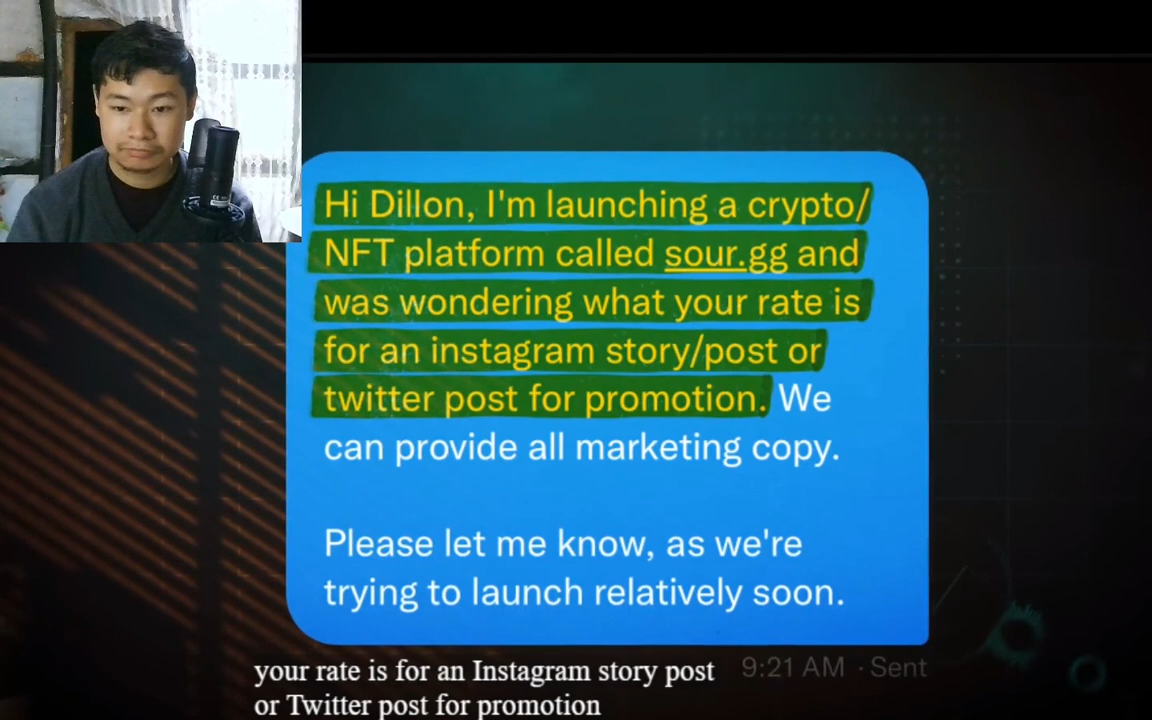 Hi Dillon, I'm launching a crypto/
NFT platform called sour.gg and
was wondering what your rate is
for an instagram story/post or
twitter post for promotion. We
can provide all marketing copy.
Please let me know, as we're
trying to launch relatively soon.
9:21 AM · Sent
your rate is for an Instagram story post
or Twitter post for promotion